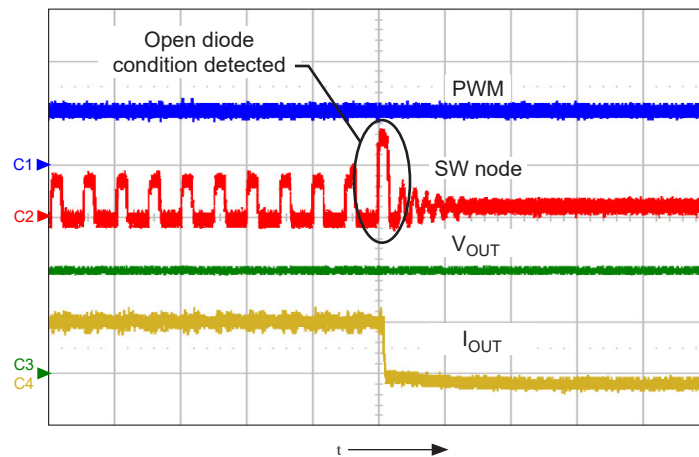 Open diode
condition detected
PWM
C1
SW node
C2
VOUT
IOUT
C3
C4
t